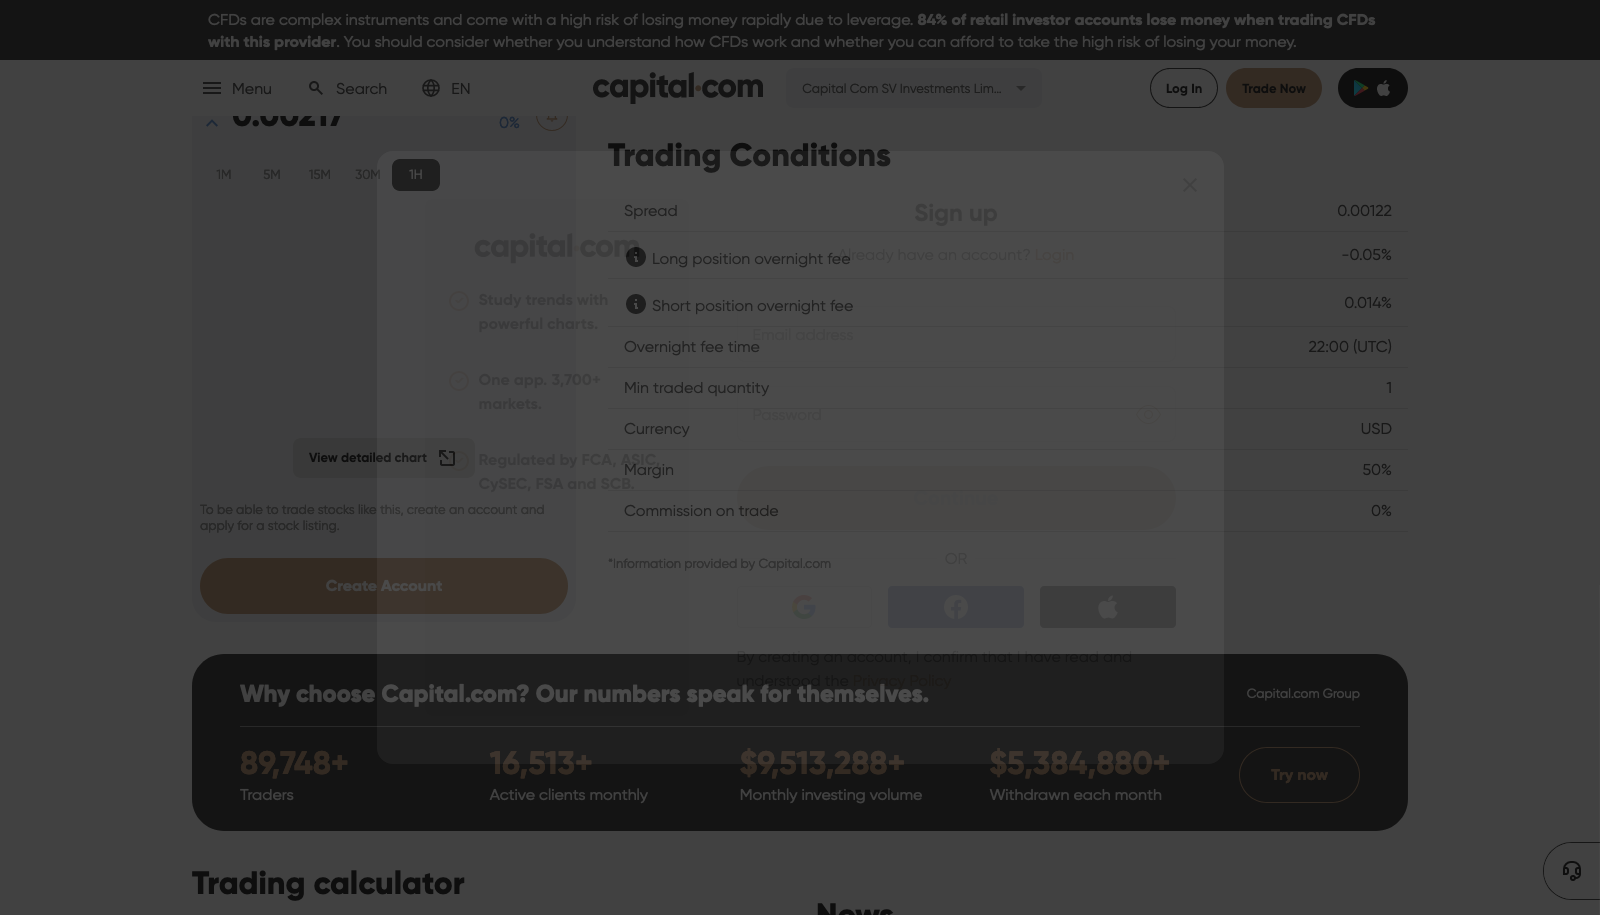 CFDs are complex instruments and come with a high risk of losing money rapidly due to leverage. 84% of retail investor accounts lose money when trading CFDs
with this provider. You should consider whether you understand how CFDs work and whether you can afford to take the high risk of losing your money.
Menu
Search
EN
capital.com
Capital Com SV Investments Lim...
Log In
Trade Now
0.00217
0%
1M
5M
15M
30M
1H
View detailed chart
To be able to trade stocks like this, create an account and
apply for a stock listing.
Create Account
Trading Conditions
Spread
0.00122
Long position overnight fee
-0.05%
Short position overnight fee
0.014%
Overnight fee time
22:00 (UTC)
Min traded quantity
1
Currency
USD
Margin
50%
Commission on trade
0%
*Information provided by Capital.com
capital com
Study trends with
powerful charts.
One app. 3,700+
markets.
Regulated by FCA, ASIC,
CySEC, FSA and SCB.
Sign up
Already have an account? Login
Email address
Password
OR
By creating an account, I confirm that I have read and
understood the Privacy Policy
Why choose Capital.com? Our numbers speak for themselves.
Capital.com Group
89,748+
Traders
16,513+
Active clients monthly
$9,513,288+
Monthly investing volume
$5,384,880+
Withdrawn each month
Try now
Trading calculator
News